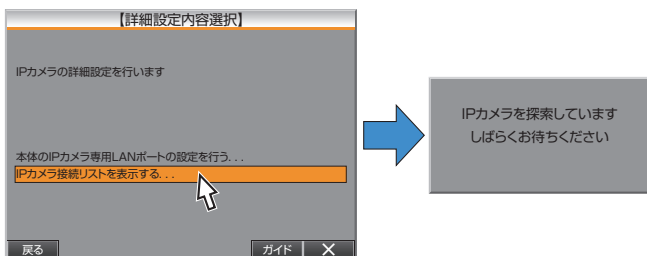 【詳細設定内容選択】
IPカメラの詳細設定を行います
本体のIPカメラ専用LANポートの設定を行う...
IPカメラ接続リストを表示する...
戻る
ガイド
X
IPカメラを探索しています
しばらくお待ちください